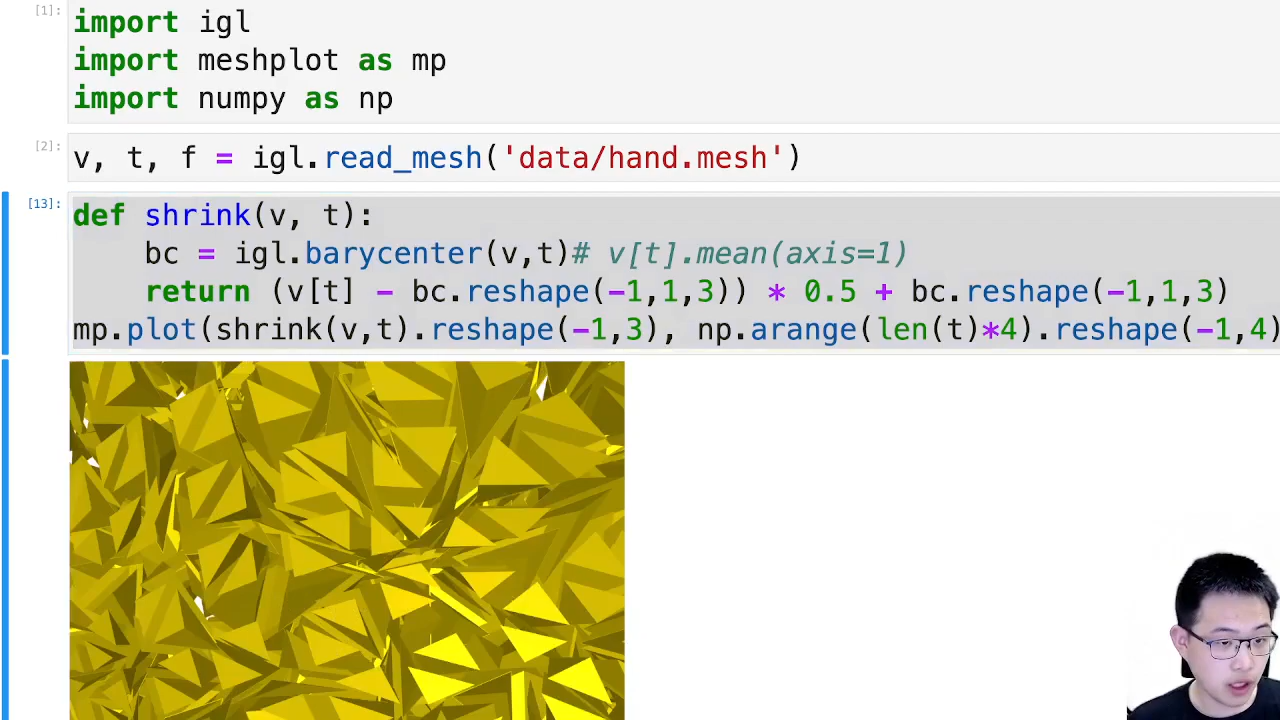 [1]:
import igl
import meshplot as mp
import numpy as np
[2]:
v, t, f = igl.read_mesh('data/hand.mesh')
[13]:
def shrink(v, t):
    bc = igl.barycenter(v,t)# v[t].mean(axis=1)
    return (v[t] - bc.reshape(-1,1,3)) * 0.5 + bc.reshape(-1,1,3)
mp.plot(shrink(v,t).reshape(-1,3), np.arange(len(t)*4).reshape(-1,4)